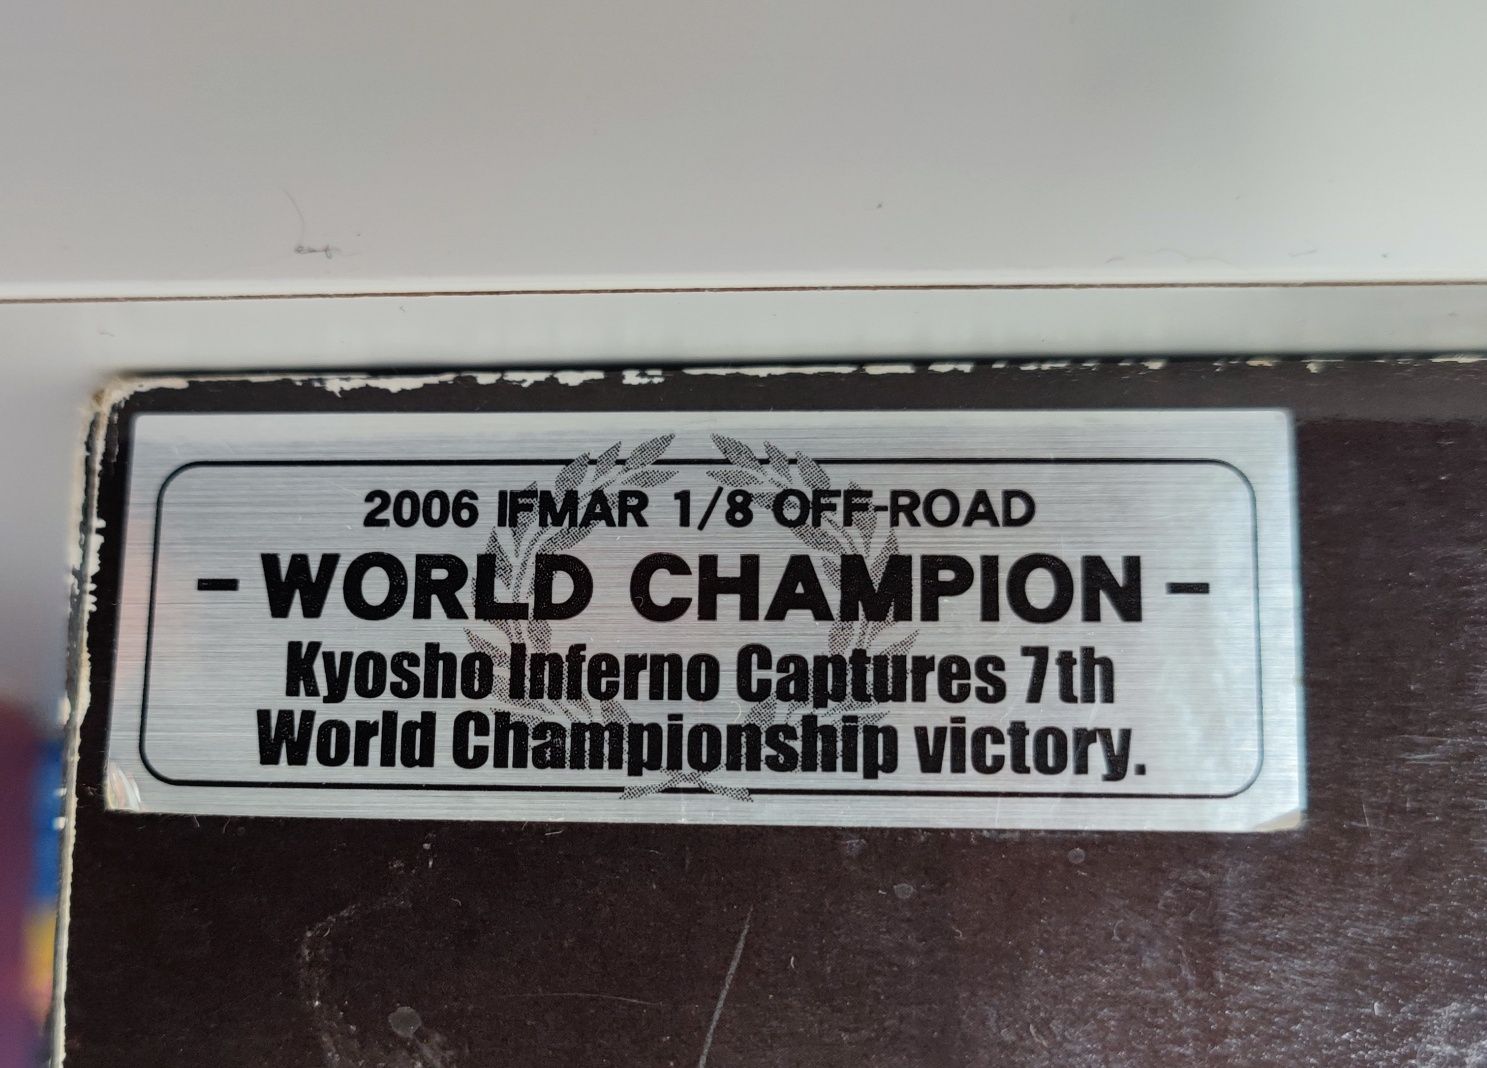 2006 IFMAR 1/8 OFF-ROAD
- WORLD CHAMPION -
Kyosho Inferno Captures 7th
World Championship victory.